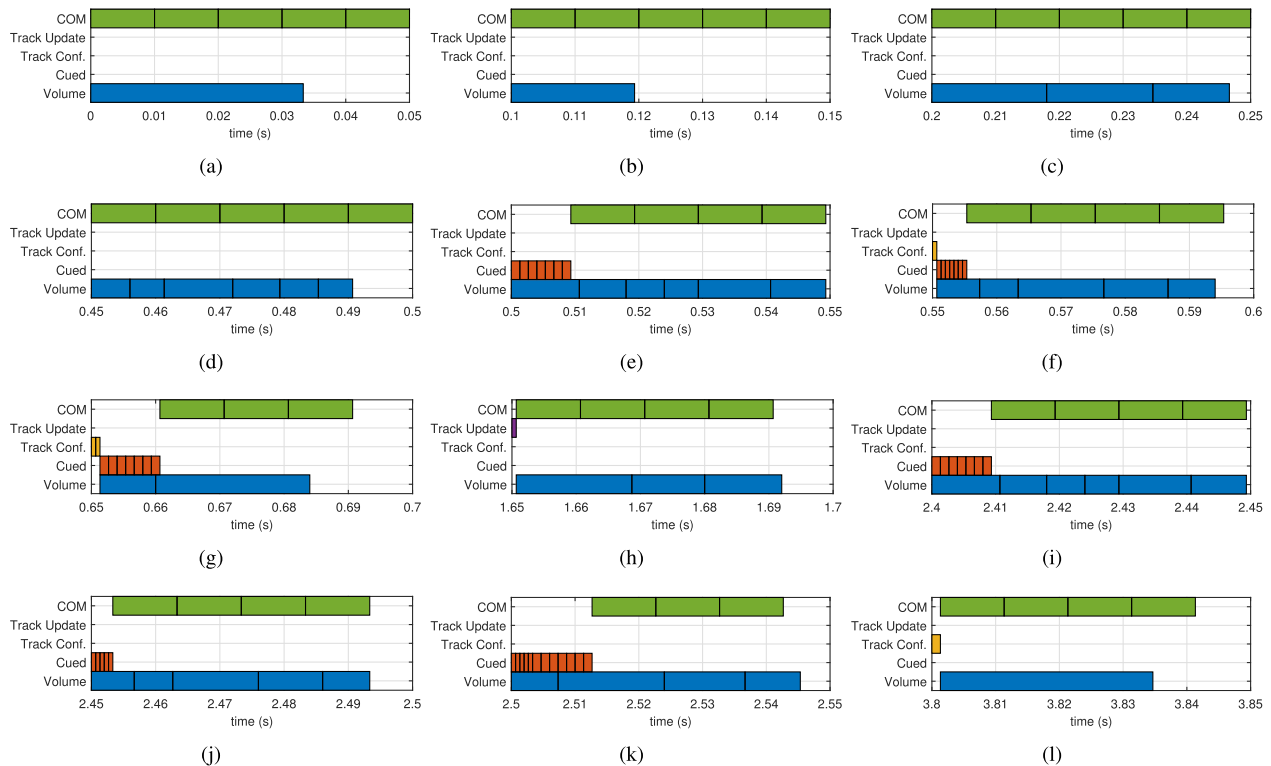 COM
Track Update
Track Conf.
Cued
Volume
0 0.01 0.02 0.03 0.04 0.05
time (s)
(a)
COM
Track Update
Track Conf.
Cued
Volume
0.1 0.11 0.12 0.13 0.14 0.15
time (s)
(b)
COM
Track Update
Track Conf.
Cued
Volume
0.2 0.21 0.22 0.23 0.24 0.25
time (s)
(c)
COM
Track Update
Track Conf.
Cued
Volume
0.45 0.46 0.47 0.48 0.49 0.5
time (s)
(d)
COM
Track Update
Track Conf.
Cued
Volume
0.5 0.51 0.52 0.53 0.54 0.55
time (s)
(e)
COM
Track Update
Track Conf.
Cued
Volume
0.55 0.56 0.57 0.58 0.59 0.6
time (s)
(f)
COM
Track Update
Track Conf.
Cued
Volume
0.65 0.66 0.67 0.68 0.69 0.7
time (s)
(g)
COM
Track Update
Track Conf.
Cued
Volume
1.65 1.66 1.67 1.68 1.69 1.7
time (s)
(h)
COM
Track Update
Track Conf.
Cued
Volume
2.4 2.41 2.42 2.43 2.44 2.45
time (s)
(i)
COM
Track Update
Track Conf.
Cued
Volume
2.45 2.46 2.47 2.48 2.49 2.5
time (s)
(j)
COM
Track Update
Track Conf.
Cued
Volume
2.5 2.51 2.52 2.53 2.54 2.55
time (s)
(k)
COM
Track Update
Track Conf.
Cued
Volume
3.8 3.81 3.82 3.83 3.84 3.85
time (s)
(l)